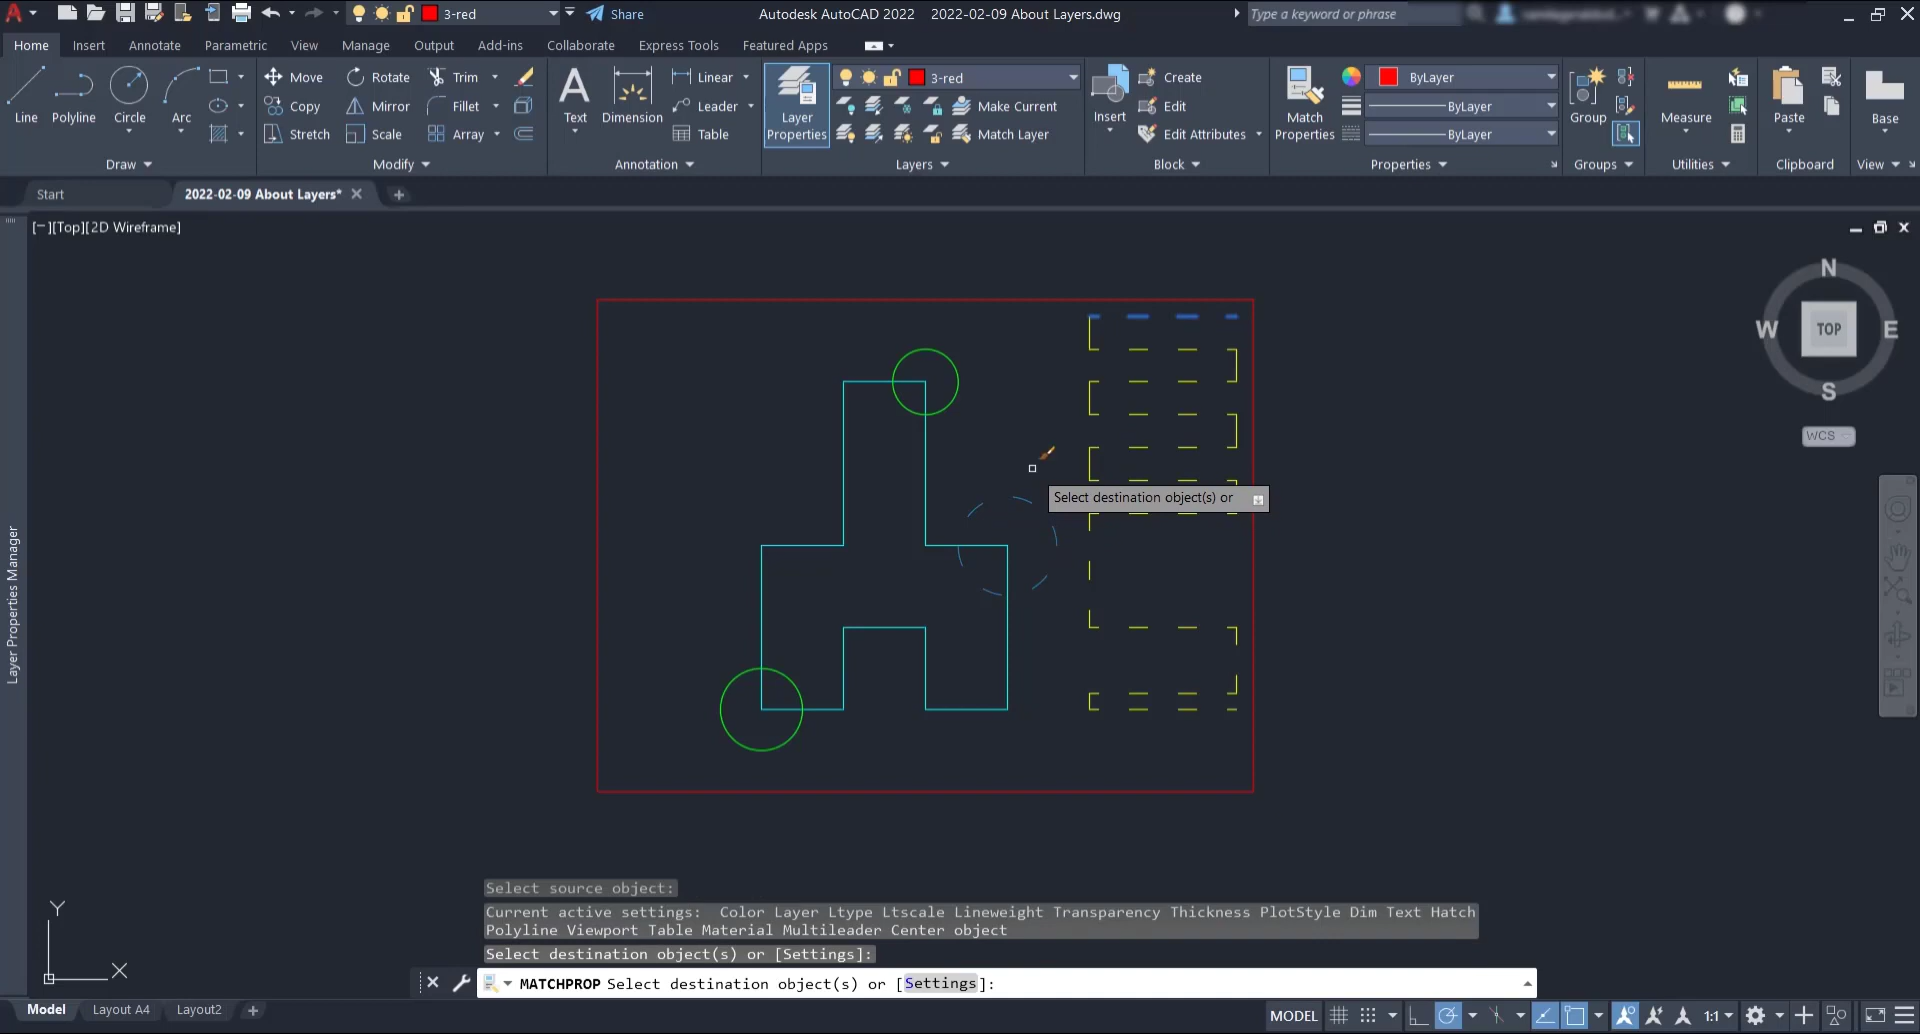 3-red
Share
Autodesk AutoCAD 2022 2022-02-09 About Layers.dwg
Type a keyword or phrase
Home Insert Annotate Parametric View Manage Output Add-ins Collaborate Express Tools Featured Apps
Line Polyline Circle Arc
Move Rotate Trim
Copy Mirror Fillet
Stretch Scale Array
Text Dimension
Linear
Leader
Table
Layer Properties
3-red
Make Current
Match Layer
Insert
Create
Edit
Edit Attributes
Match Properties
ByLayer
ByLayer
ByLayer
Group
Measure
Paste
Base
Draw Modify Annotation Layers Block Properties Groups Utilities Clipboard View
Start 2022-02-09 About Layers*
[−][Top][2D Wireframe]
N
W TOP E
S
WCS
Layer Properties Manager
Select destination object(s) or
Y
X
Select source object:
Current active settings: Color Layer Ltype Ltscale Lineweight Transparency Thickness PlotStyle Dim Text Hatch
Polyline Viewport Table Material Multileader Center object
Select destination object(s) or [Settings]:
MATCHPROP Select destination object(s) or [Settings]:
Model Layout A4 Layout2
MODEL 1:1